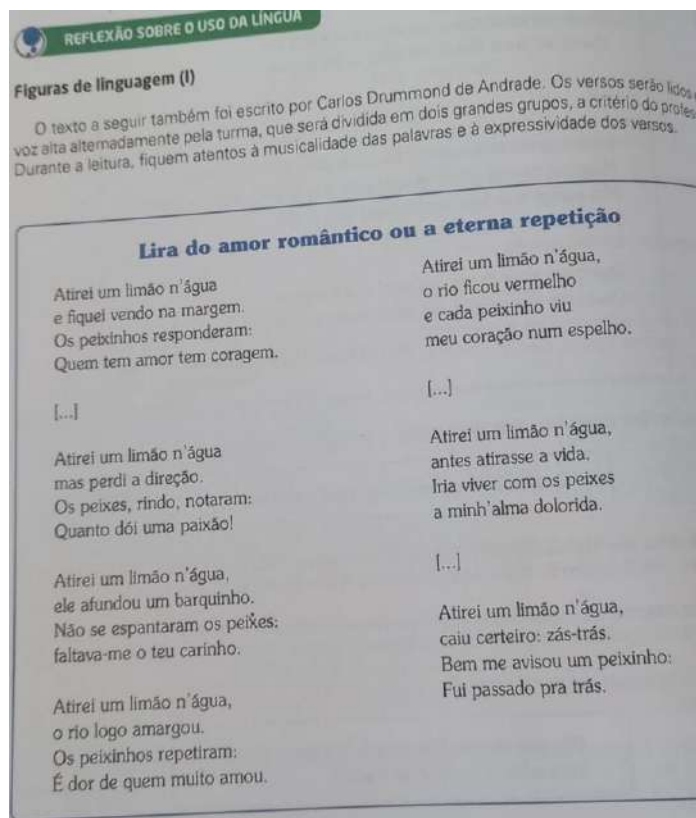 REFLEXÃO SOBRE O USO DA LÍNGUA
Figuras de linguagem (I)
O texto a seguir também foi escrito por Carlos Drummond de Andrade. Os versos serão lidos
voz alta alternadamente pela turma, que será dividida em dois grandes grupos, a critério do
Durante a leitura, fiquem atentos à musicalidade das palavras e à expressividade dos versos.
Lira do amor romântico ou a eterna repetição
Atirei um limão n'água
e fiquei vendo na margem.
Os peixinhos responderam:
Quem tem amor tem coragem.
[...]
Atirei um limão n'água
mas perdi a direção.
Os peixes, rindo, notaram:
Quanto dói uma paixão!
Atirei um limão n'água,
ele afundou um barquinho.
Não se espantaram os peixes:
faltava-me o teu carinho.
Atirei um limão n'água,
o rio logo amargou.
Os peixinhos repetiram:
É dor de quem muito amou.
Atirei um limão n'água,
o rio ficou vermelho
e cada peixinho viu
meu coração num espelho.
[...]
Atirei um limão n'água,
antes atirasse a vida.
Iria viver com os peixes
a minh'alma dolorida.
[...]
Atirei um limão n'água,
caiu certeiro: zás-trás.
Bem me avisou um peixinho:
Fui passado pra trás.